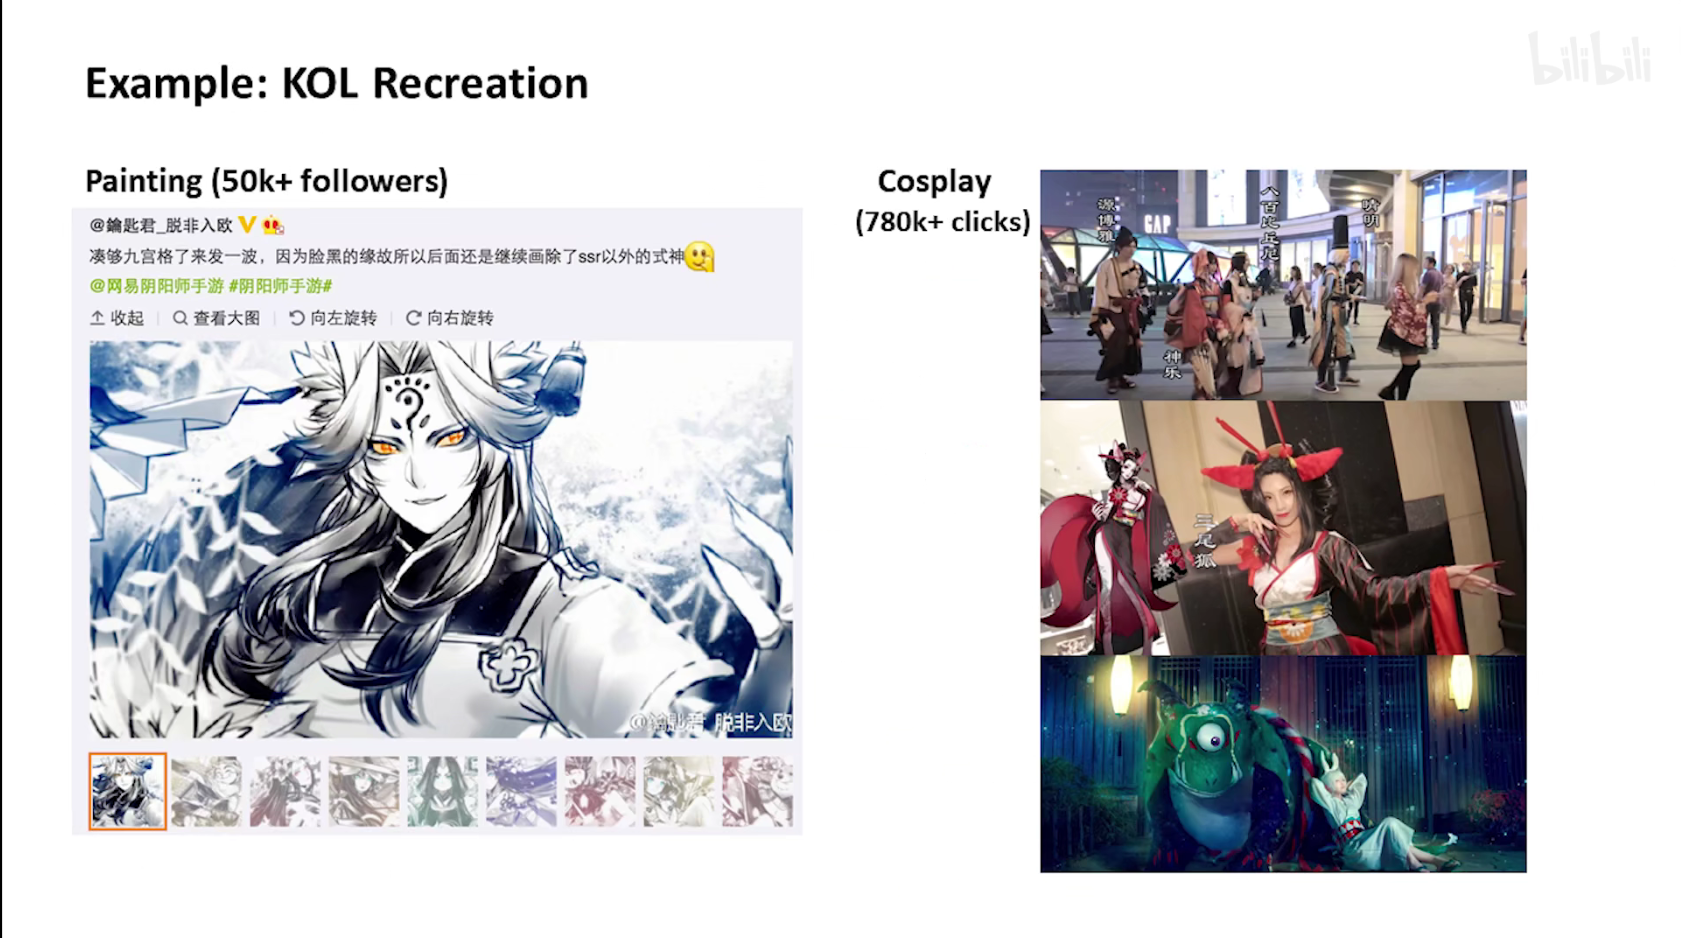 bilibili
Example: KOL Recreation
Painting (50k+ followers)
@鑰匙君_脱非入欧
凑够九宫格了来发一波，因为脸黑的缘故所以后面还是继续画除了ssr以外的式神
@网易阴阳师手游 #阴阳师手游#
收起 查看大图 向左旋转 向右旋转
@鑰匙君_脱非入欧
Cosplay
(780k+ clicks)
源博雅
GAP
八百比丘尼
晴明
神乐
三尾狐